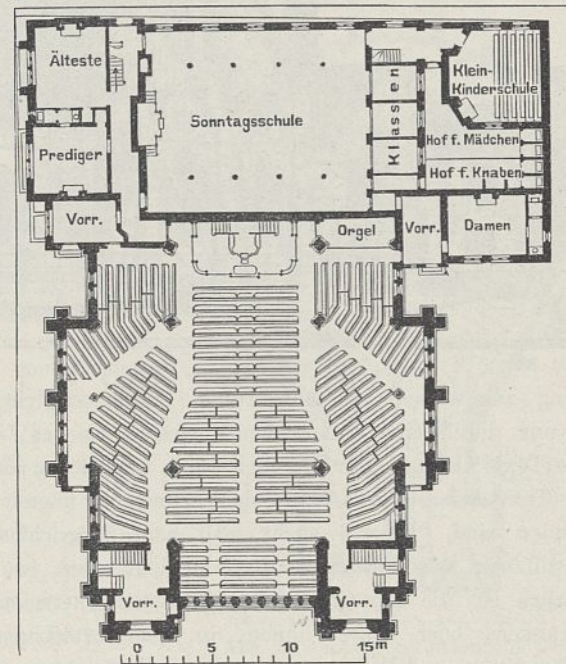 Älteste
Klein-
Kinderschule
Sonntagsschule
Klassen
Hof f. Mädchen
Prediger
Hof f. Knaben
Vorr.
Orgel
Vorr.
Damen
Vorr.
Vorr.
0 5 10 15 m